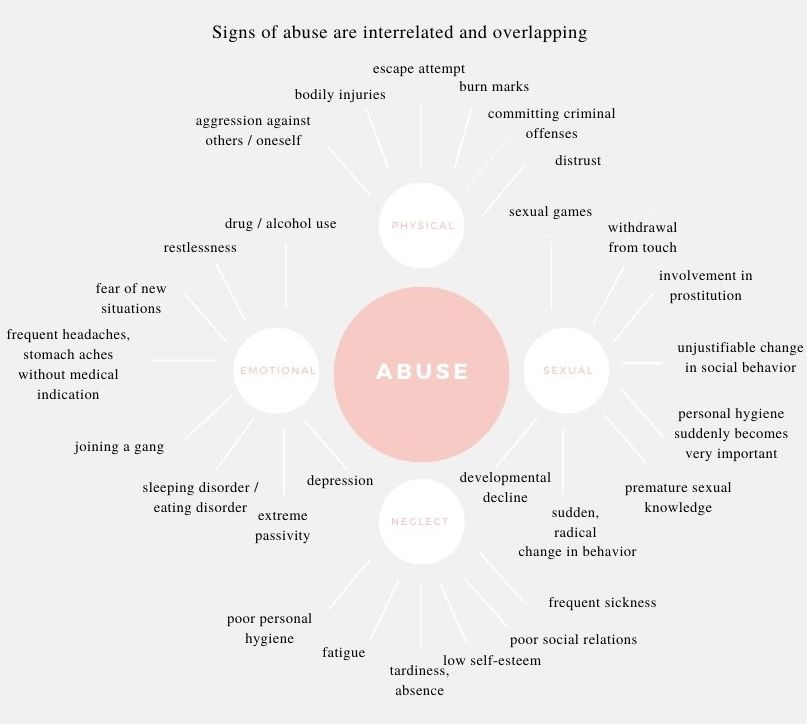 Signs of abuse are interrelated and overlapping
escape attempt
burn marks
bodily injuries
committing criminal
offenses
aggression against
others / oneself
distrust
PHYSICAL
sexual games
withdrawal
from touch
drug / alcohol use
restlessness
involvement in
prostitution
fear of new
situations
frequent headaches,
stomach aches
without medical
indication
EMOTIONAL
ABUSE
SEXUAL
unjustifiable change
in social behavior
personal hygiene
suddenly becomes
very important
joining a gang
sleeping disorder /
eating disorder
extreme
passivity
depression
developmental
decline
premature sexual
knowledge
sudden,
radical
change in behavior
NEGLECT
poor personal
hygiene
fatigue
tardiness,
absence
low self-esteem
poor social relations
frequent sickness